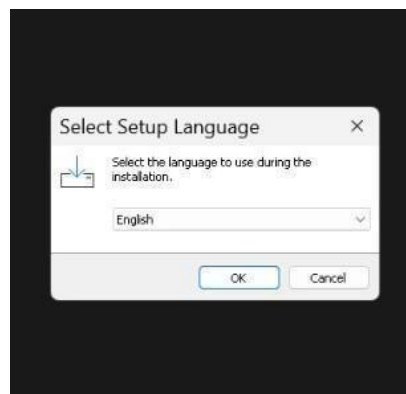 Select Setup Language
Select the language to use during the
installation.
English
OK
Cancel